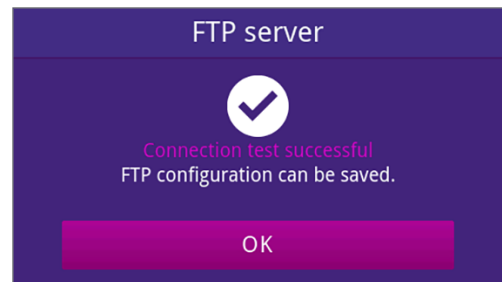 FTP server
Connection test successful
FTP configuration can be saved.
OK